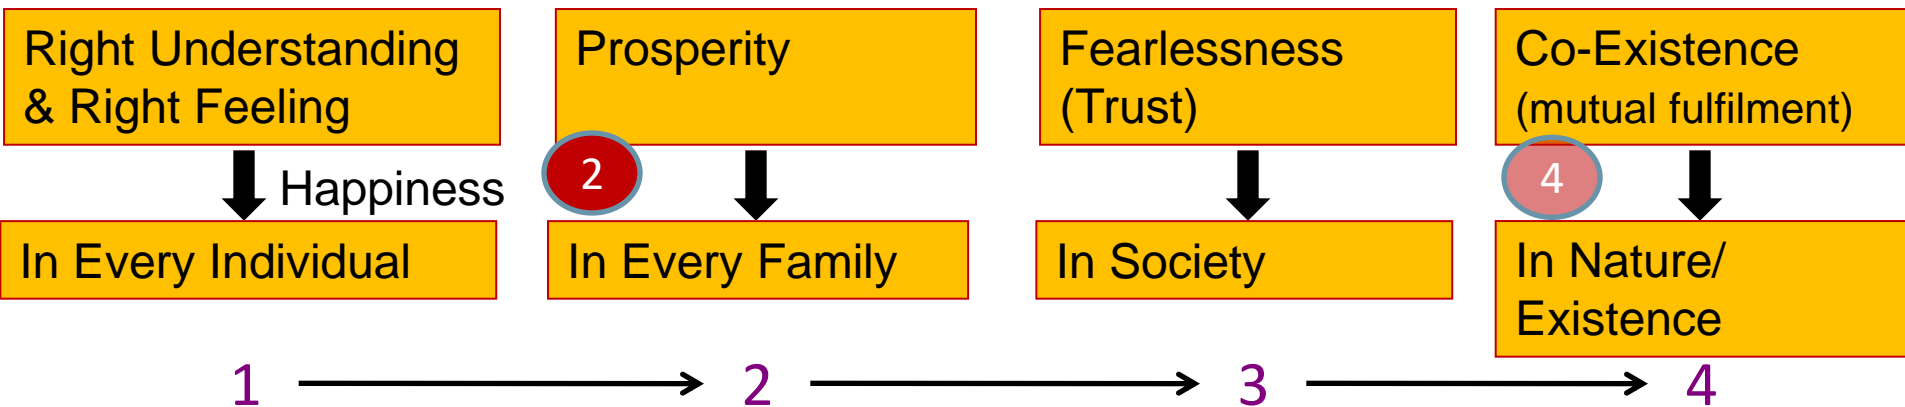 Right Understanding
& Right Feeling
Prosperity
Fearlessness
(Trust)
Co-Existence
(mutual fulfilment)
Happiness
2
4
In Every Individual
In Every Family
In Society
In Nature/
Existence
1
2
3
4